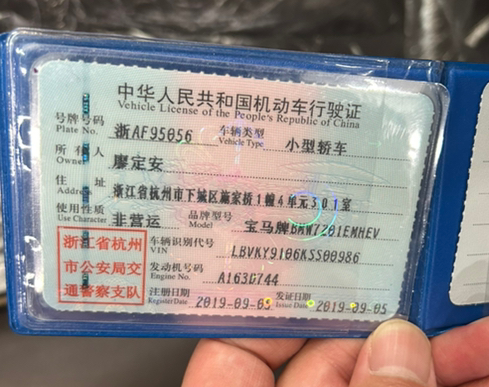 中华人民共和国机动车行驶证
Vehicle License of the People's Republic of China
号牌号码 浙AF95056 车辆类型 小型轿车
Plate No. Vehicle Type
所有人 廖定安
Owner
住址 浙江省杭州市下城区施家桥1幢4单元301室
Address
使用性质 非营运 品牌型号 宝马牌BMW7201EMHEV
Use Character Model
浙江省杭州 车辆识别代号 LBVKY9106KSS00986
VIN
市公安局交 发动机号码 A163G744
Engine No.
通警察支队 注册日期 2019-09-05 发证日期 2019-09-05
Register Date Issue Date